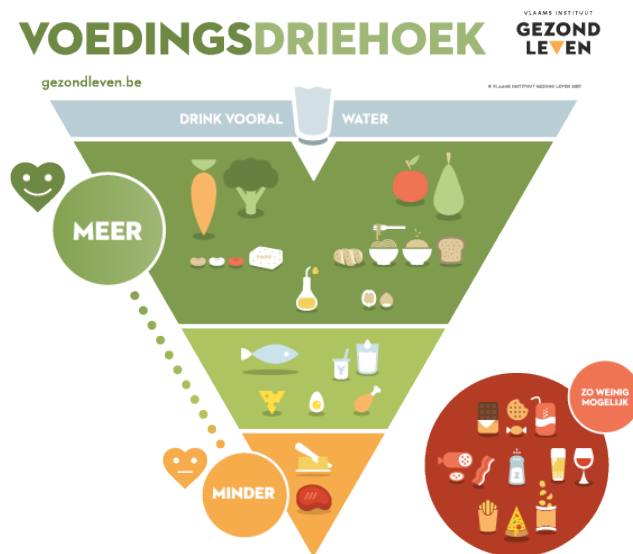 VOEDINGSDRIEHOEK
VLAAMS INSTITUUT
GEZOND
LEVEN
gezondleven.be
© VLAAMS INSTITUUT GEZOND LEVEN 2017
DRINK VOORAL WATER
MEER
TOFU
Y
MINDER
ZO WEINIG
MOGELIJK
Z